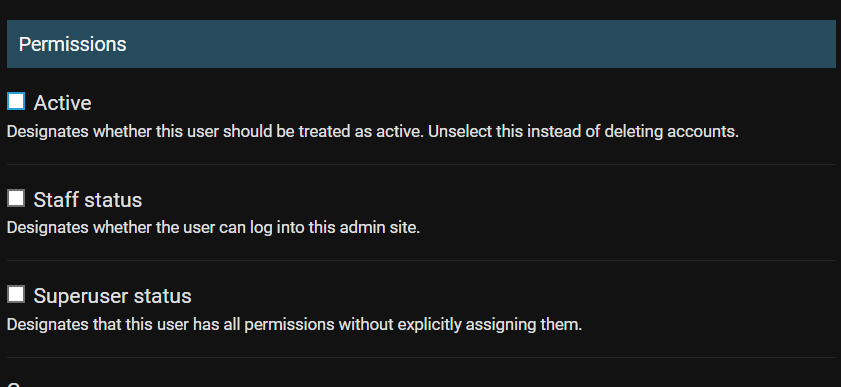 Permissions
Active
Designates whether this user should be treated as active. Unselect this instead of deleting accounts.
Staff status
Designates whether the user can log into this admin site.
Superuser status
Designates that this user has all permissions without explicitly assigning them.